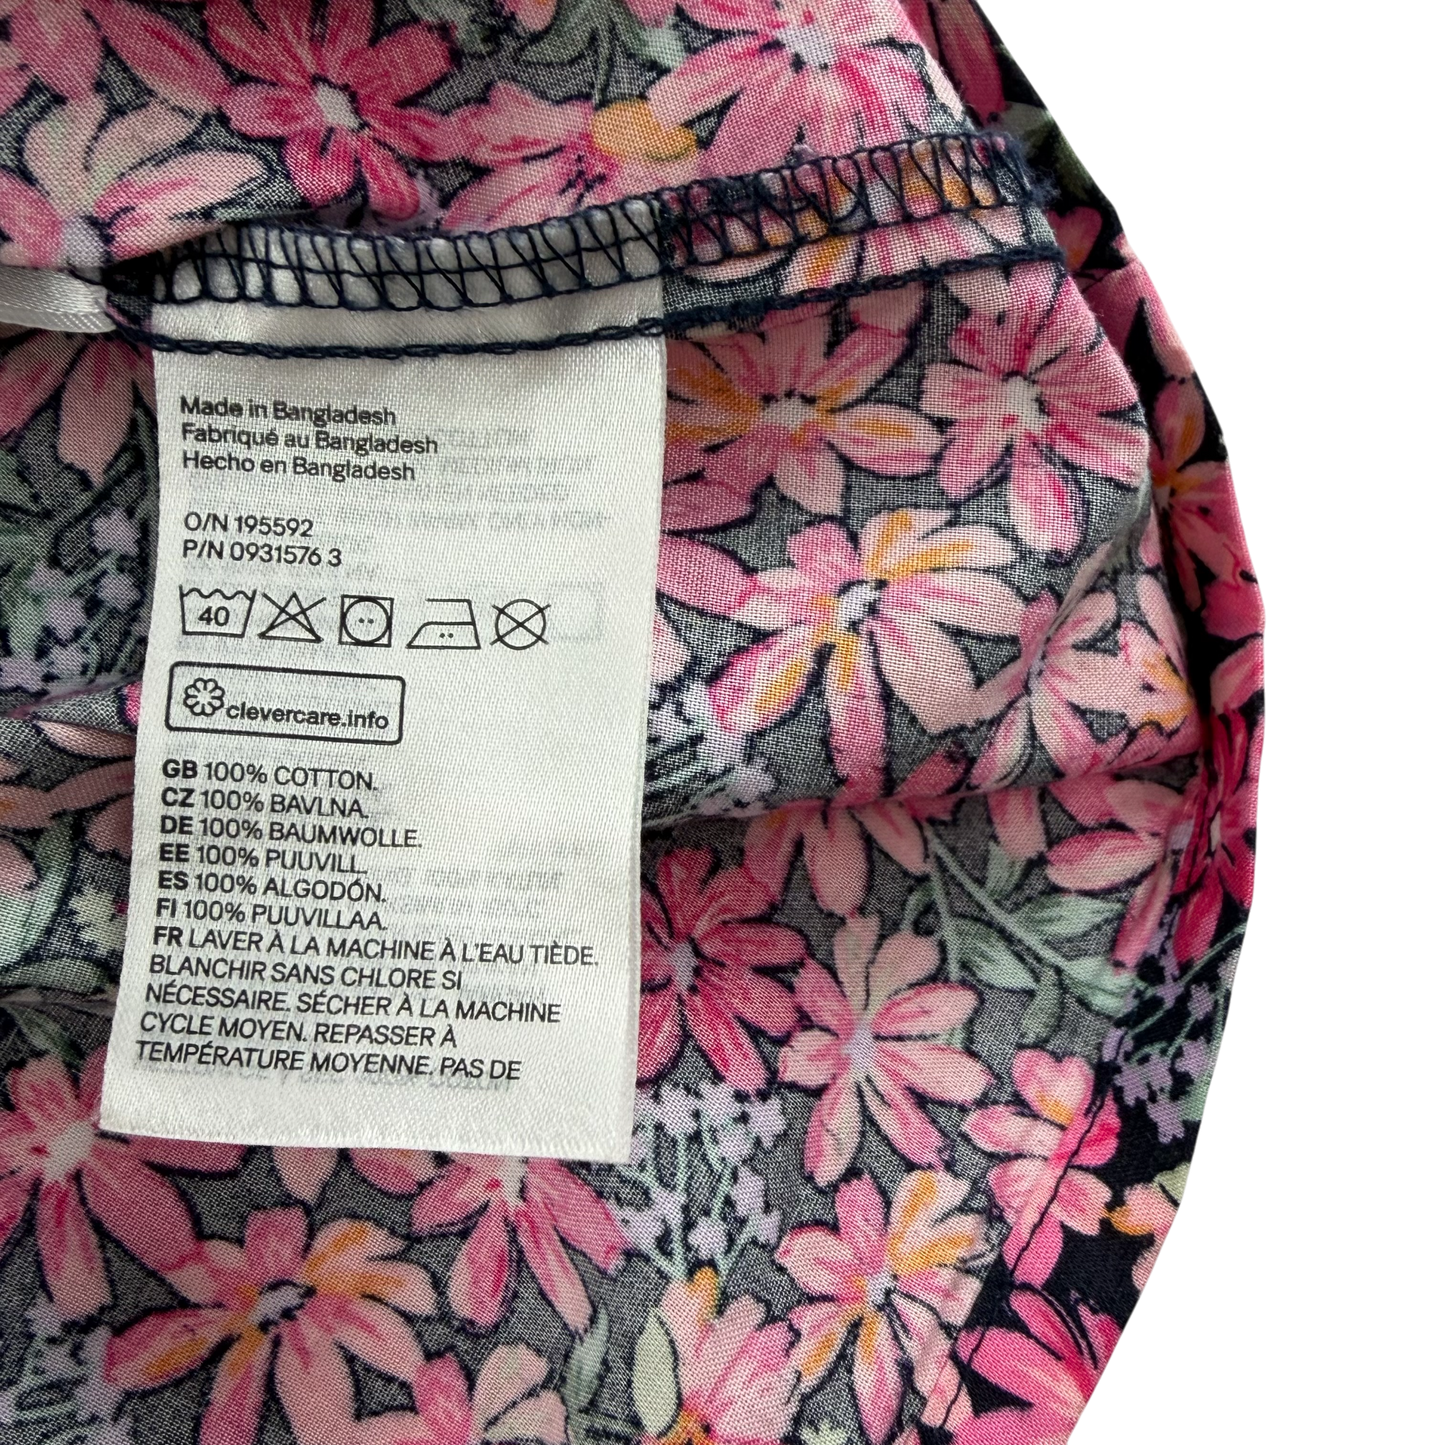 Made in Bangladesh
Fabriqué au Bangladesh
Hecho en Bangladesh
O/N 195592
P/N 0931576 3
40
clevercare.info
GB 100% COTTON.
CZ 100% BAVLNA.
DE 100% BAUMWOLLE.
EE 100% PUUVILL.
ES 100% ALGODÓN.
FI 100% PUUVILLAA.
FR LAVER À LA MACHINE À L'EAU TIÈDE.
BLANCHIR SANS CHLORE SI
NÉCESSAIRE. SÉCHER À LA MACHINE
CYCLE MOYEN. REPASSER À
TEMPÉRATURE MOYENNE. PAS DE